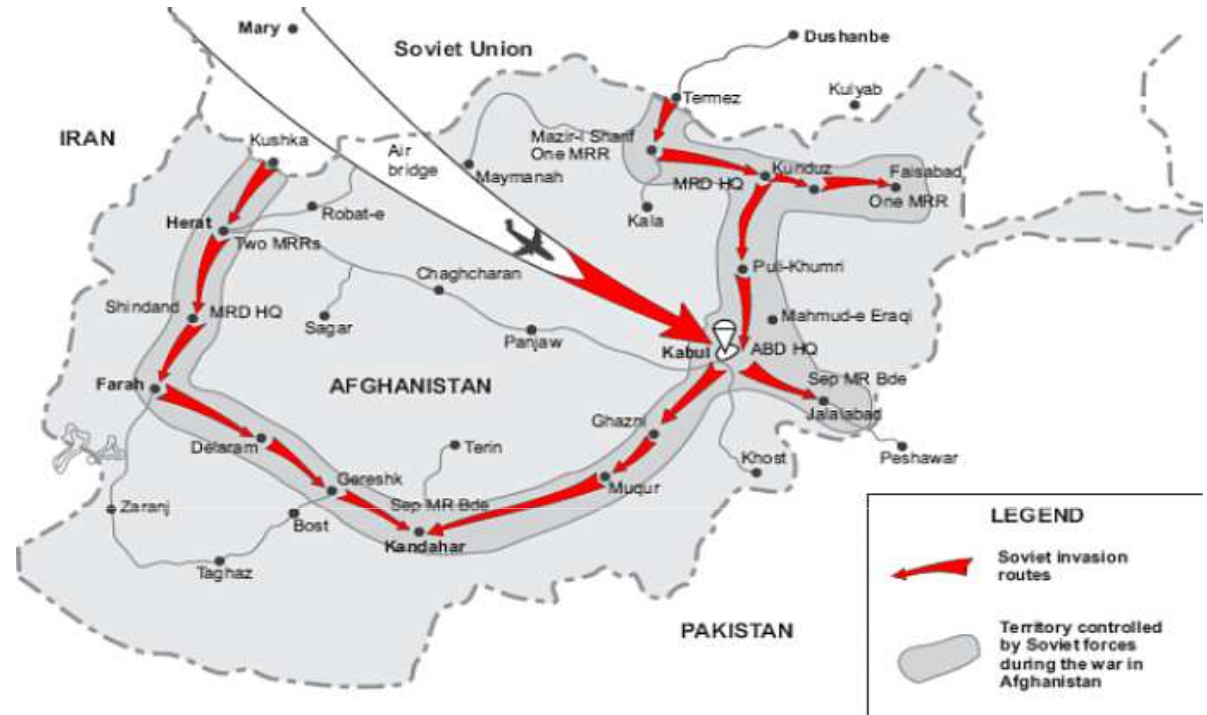 Mary
Soviet Union
Dushanbe
Kulyab
Termez
IRAN
Kushka
Air
bridge
Mazir-i Sharif
One MRR
Maymanah
MRD HQ
Kunduz
Faisabad
One MRR
Robat-e
Kala
Herat
Two MRRs
Chaghcharan
Puli-Khumri
Shindand
MRD HQ
Sagar
Panjaw
Mahmud-e Eraqi
Kabul
ABD HQ
Farah
AFGHANISTAN
Sep MR Bde
Jalalabad
Ghazni
Delaram
Terin
Khost
Peshawar
Gereshk
Muqur
Zaranj
Bost
Sep MR Bde
Kandahar
Taghaz
PAKISTAN
LEGEND
Soviet invasion
routes
Territory controlled
by Soviet forces
during the war in
Afghanistan